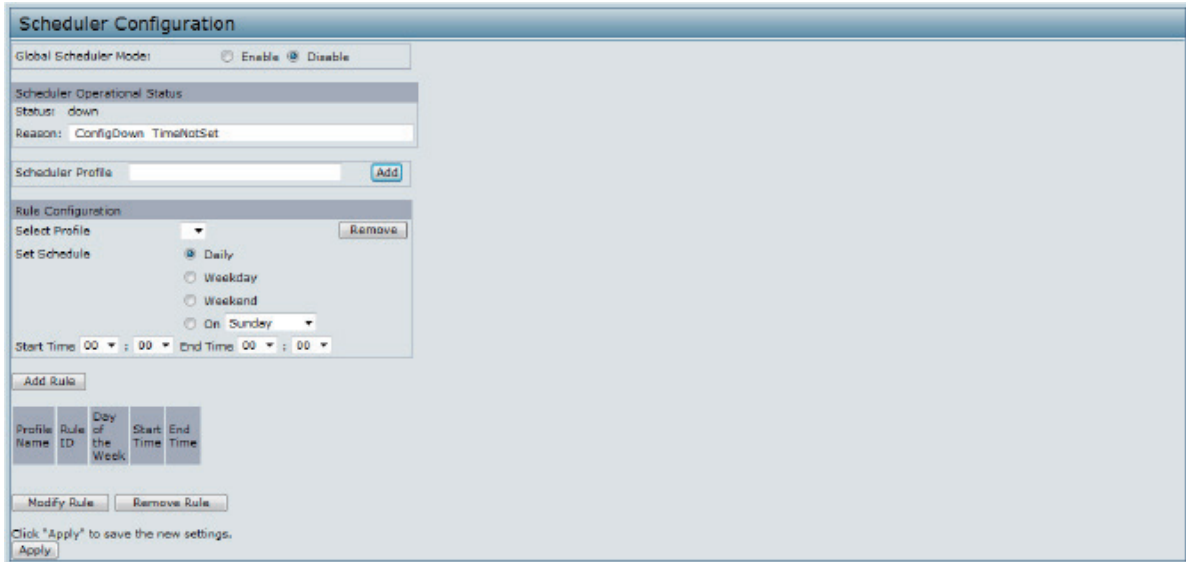 Scheduler Configuration
Global Scheduler Mode: Enable Disable
Scheduler Operational Status
Status: down
Reason: ConfigDown TimeNotSet
Scheduler Profile Add
Rule Configuration
Select Profile Remove
Set Schedule Daily
Weekday
Weekend
On Sunday
Start Time 00 : 00 End Time 00 : 00
Add Rule
Profile Name Rule ID Day of the Week Start Time End Time
Modify Rule Remove Rule
Click "Apply" to save the new settings.
Apply